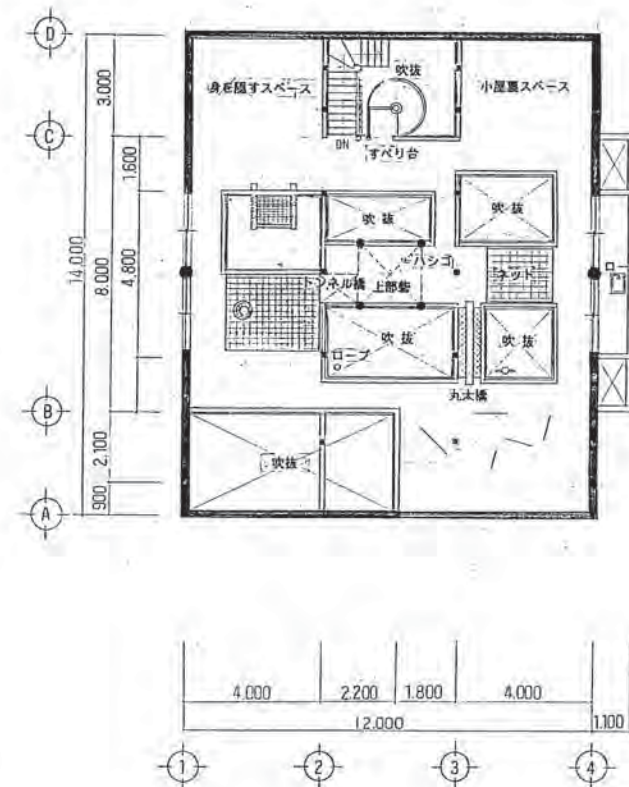 D
3.000
C
1.600
14.000
8.000
4.800
B
2.100
900
A
身を隠すスペース
吹抜
小屋裏スペース
DN
すべり台
吹抜
吹抜
ハシゴ
トンネル橋
上部砦
ネット
吹抜
吹抜
ロープ
丸太橋
吹抜
4.000
2.200
1.800
4.000
12.000
1.100
1
2
3
4